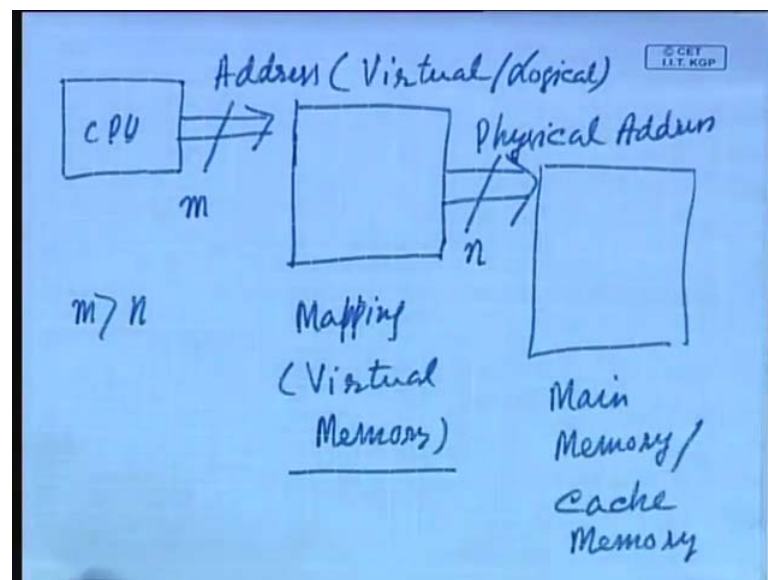 Address (Virtual/Logical)
© CET
I.I.T. KGP
CPU
Physical Address
m
n
m > n
Mapping
(Virtual
Memory)
Main
Memory/
Cache
Memory